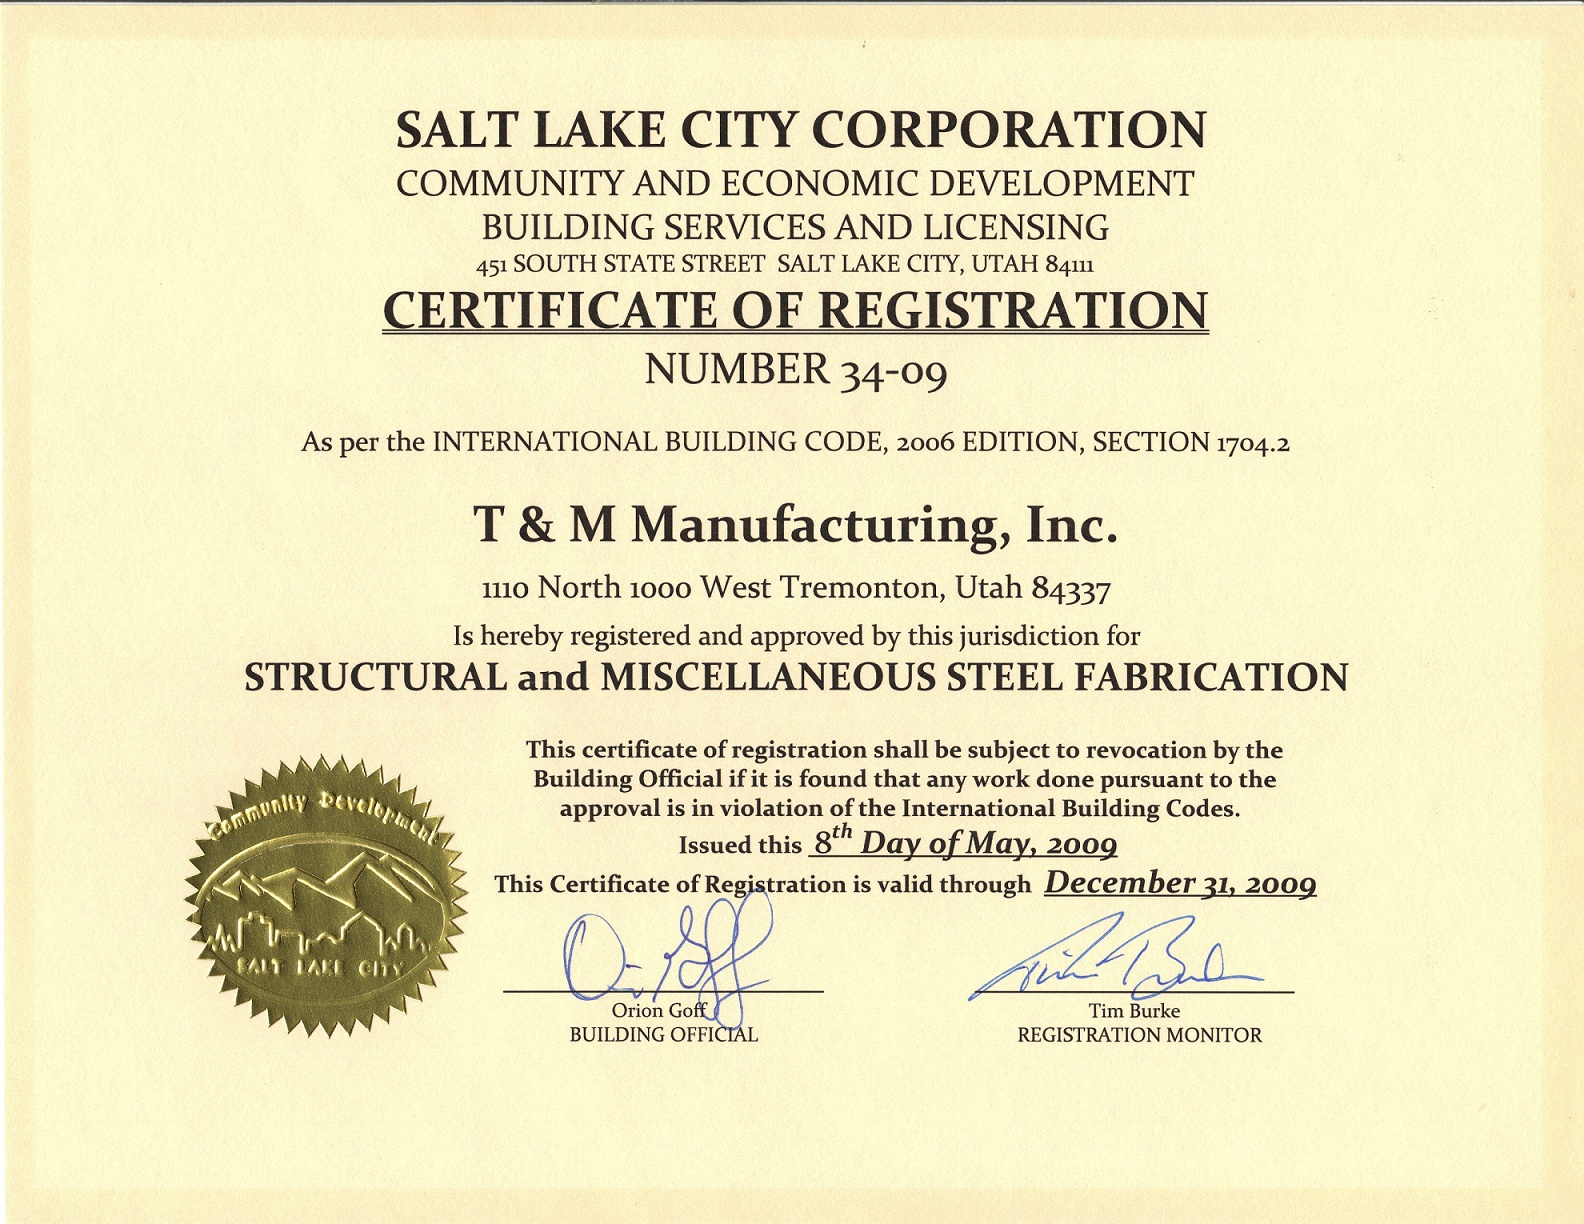 SALT LAKE CITY CORPORATION
COMMUNITY AND ECONOMIC DEVELOPMENT
BUILDING SERVICES AND LICENSING
451 SOUTH STATE STREET SALT LAKE CITY, UTAH 84111
CERTIFICATE OF REGISTRATION
NUMBER 34-09
As per the INTERNATIONAL BUILDING CODE, 2006 EDITION, SECTION 1704.2
T & M Manufacturing, Inc.
1110 North 1000 West Tremonton, Utah 84337
Is hereby registered and approved by this jurisdiction for
STRUCTURAL and MISCELLANEOUS STEEL FABRICATION
This certificate of registration shall be subject to revocation by the
Building Official if it is found that any work done pursuant to the
approval is in violation of the International Building Codes.
Issued this 8th Day of May, 2009
This Certificate of Registration is valid through December 31, 2009
Community Development
SALT LAKE CITY
Orion Goff
BUILDING OFFICIAL
Tim Burke
REGISTRATION MONITOR